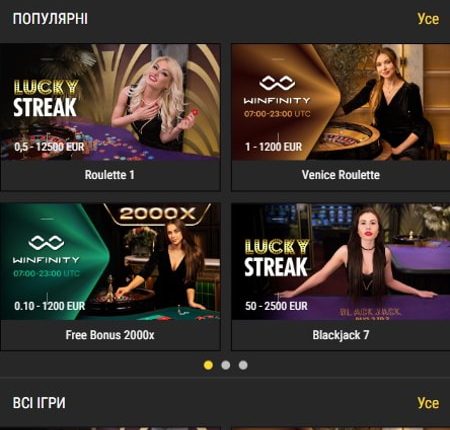 ПОПУЛЯРНІ Усе
LUCKY
STREAK
0,5 - 12500 EUR
Roulette 1
WINFINITY
07:00-23:00 UTC
1 - 1200 EUR
Venice Roulette
2000X
WINFINITY
07:00-23:00 UTC
0.10 - 1200 EUR
Free Bonus 2000x
LUCKY
STREAK
50 - 2500 EUR
BLACKJACK
Blackjack 7
ВСІ ІГРИ Усе